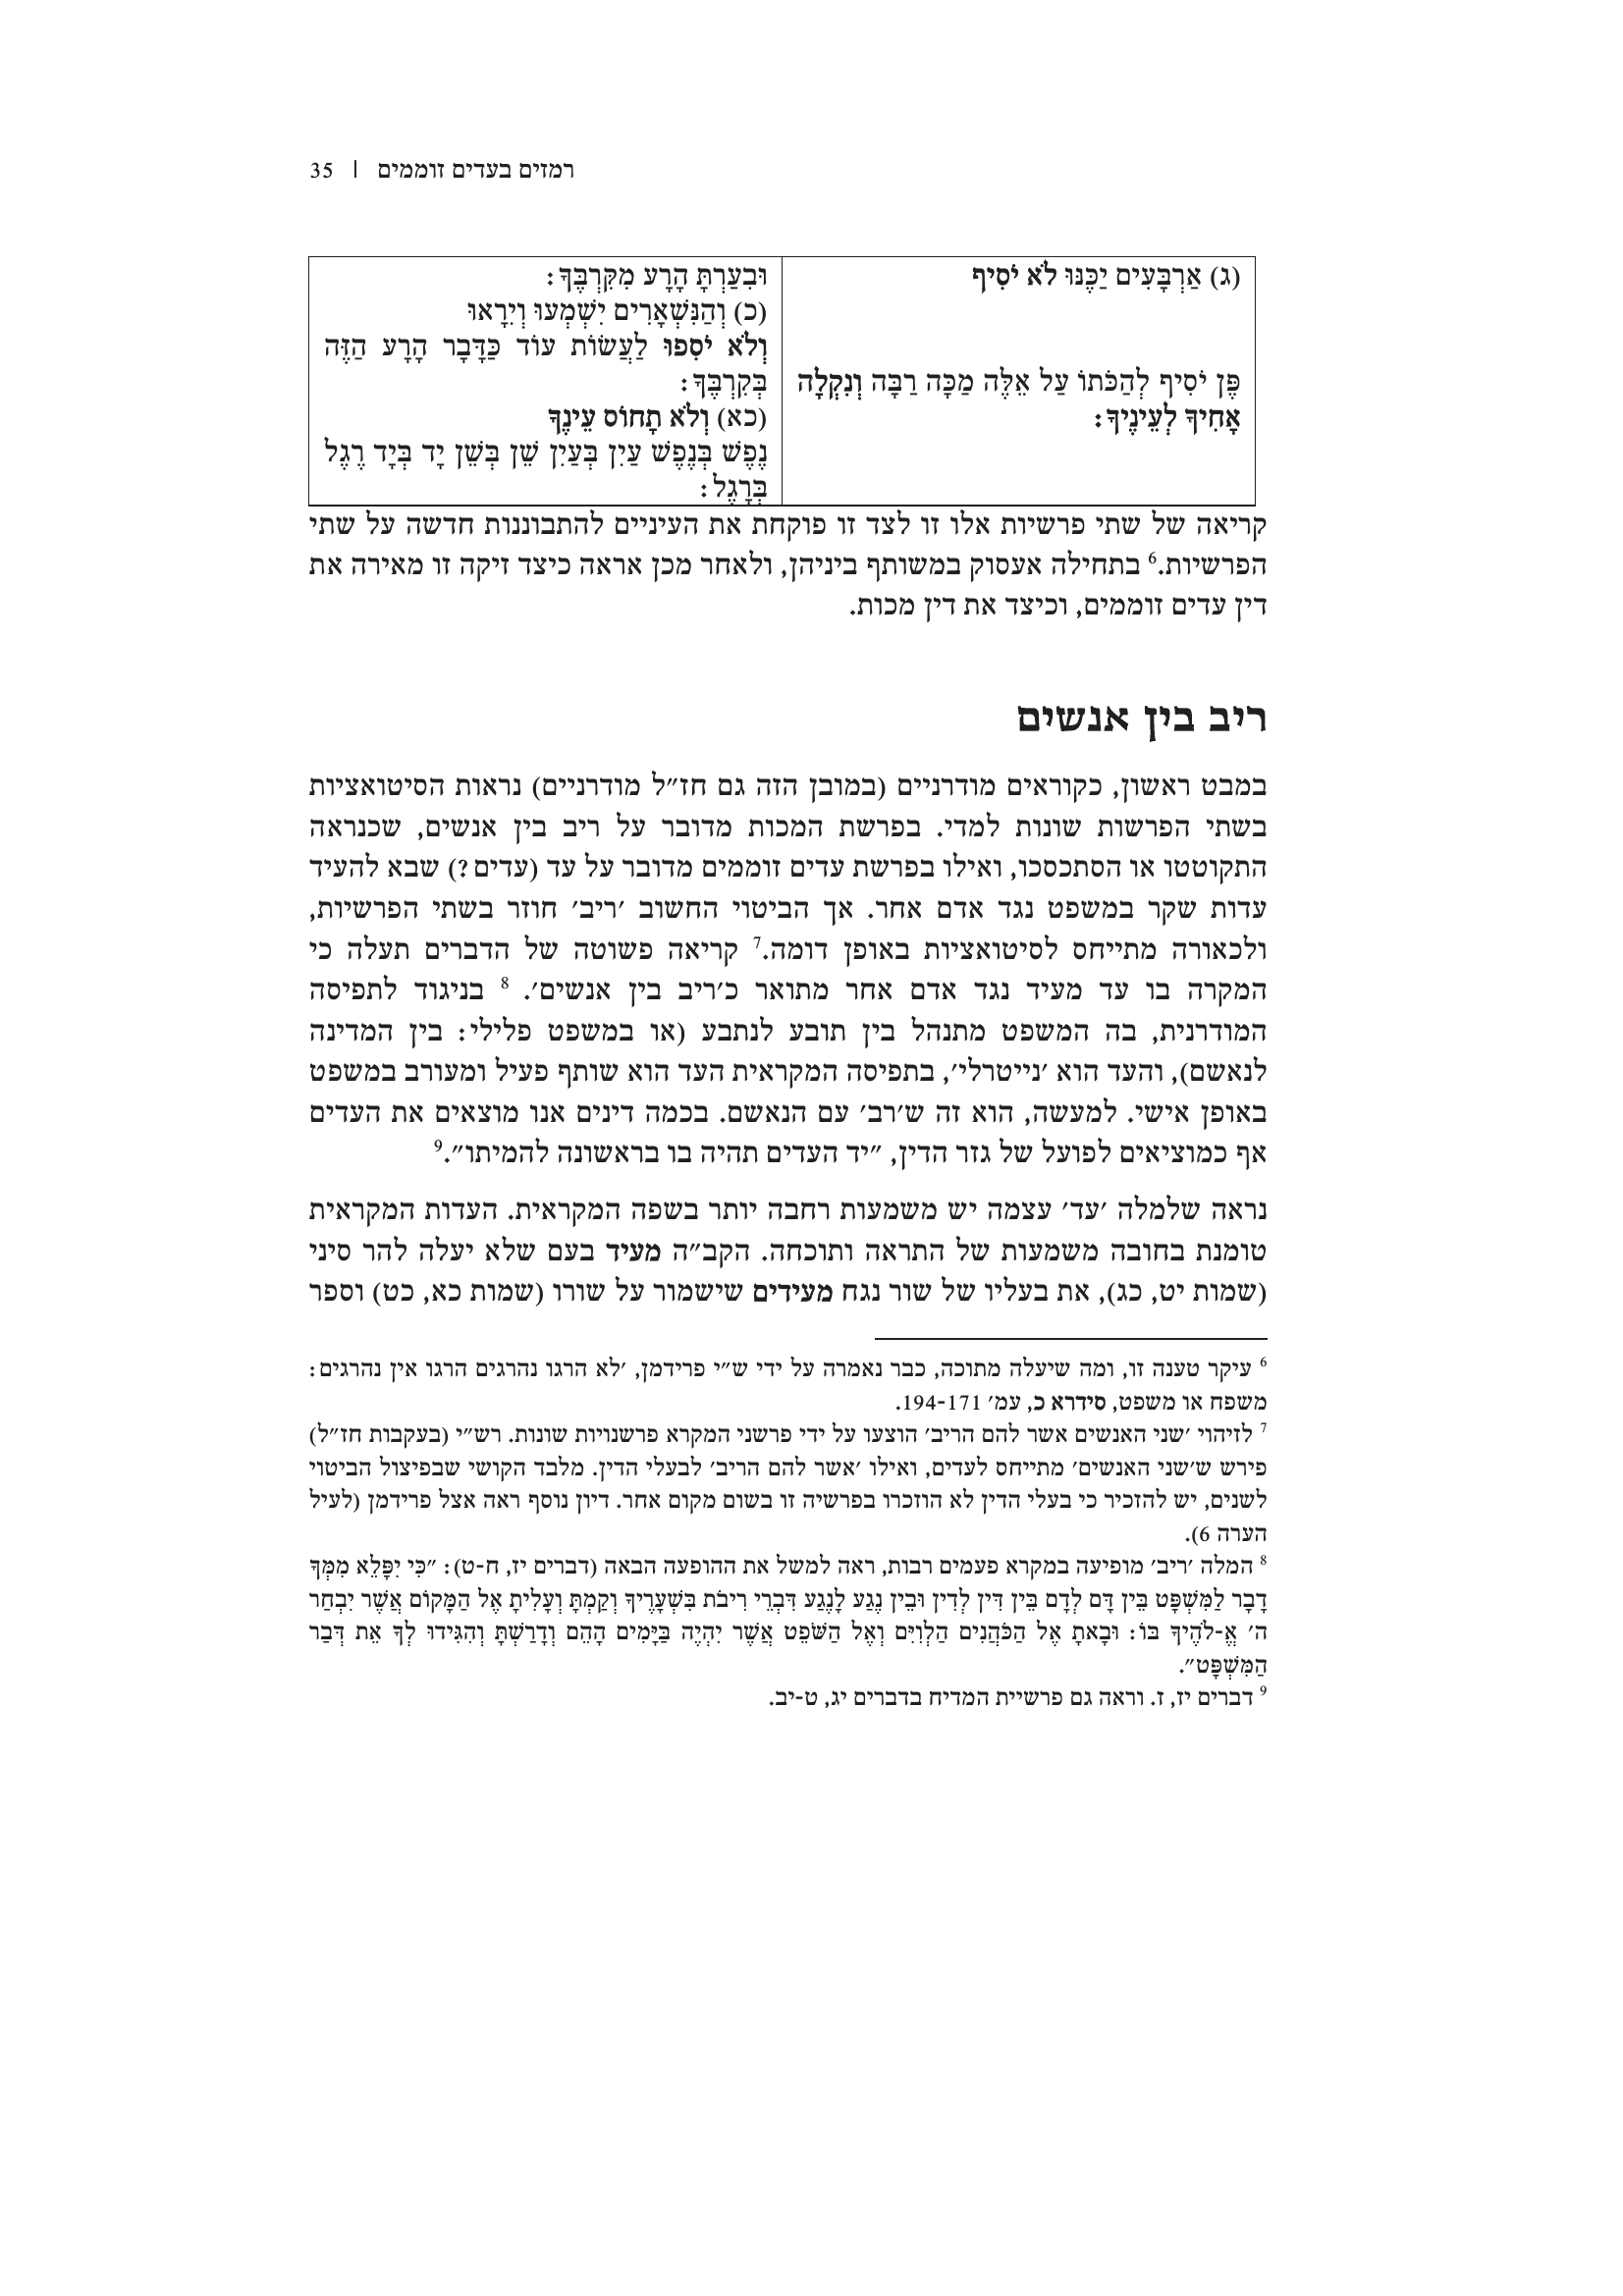 רמזים בעדים זוממים | 35
(ג) אַרְבָּעִים יַכֶּנּוּ לֹא יֹסִיף
פֶּן יֹסִיף לְהַכֹּתוֹ עַל אֵלֶּה מַכָּה רַבָּה וְנִקְלָה
אָחִיךָ לְעֵינֶיךָ:
וּבִעַרְתָּ הָרָע מִקִּרְבֶּךָ:
(כ) וְהַנִּשְׁאָרִים יִשְׁמְעוּ וְיִרָאוּ
וְלֹא יֹסִפוּ לַעֲשׂוֹת עוֹד כַּדָּבָר הָרָע הַזֶּה
בְּקִרְבֶּךָ:
(כא) וְלֹא תָחוֹס עֵינֶךָ
נֶפֶשׁ בְּנֶפֶשׁ עַיִן בְּעַיִן שֵׁן בְּשֵׁן יָד בְּיָד רֶגֶל
בְּרָגֶל:
קריאה של שתי פרשיות אלו זו לצד זו פוקחת את העיניים להתבוננות חדשה על שתי
הפרשיות.6 בתחילה אעסוק במשותף ביניהן, ולאחר מכן אראה כיצד זיקה זו מאירה את
דין עדים זוממים, וכיצד את דין מכות.
ריב בין אנשים
במבט ראשון, כקוראים מודרניים (במובן הזה גם חז״ל מודרניים) נראות הסיטואציות
בשתי הפרשות שונות למדי. בפרשת המכות מדובר על ריב בין אנשים, שכנראה
התקוטטו או הסתכסכו, ואילו בפרשת עדים זוממים מדובר על עד (עדים?) שבא להעיד
עדות שקר במשפט נגד אדם אחר. אך הביטוי החשוב ׳ריב׳ חוזר בשתי הפרשיות,
ולכאורה מתייחס לסיטואציות באופן דומה.7 קריאה פשוטה של הדברים תעלה כי
המקרה בו עד מעיד נגד אדם אחר מתואר כ׳ריב בין אנשים׳. 8 בניגוד לתפיסה
המודרנית, בה המשפט מתנהל בין תובע לנתבע (או במשפט פלילי: בין המדינה
לנאשם), והעד הוא ׳נייטרלי׳, בתפיסה המקראית העד הוא שותף פעיל ומעורב במשפט
באופן אישי. למעשה, הוא זה ש׳רב׳ עם הנאשם. בכמה דינים אנו מוצאים את העדים
אף כמוציאים לפועל של גזר הדין, ״יד העדים תהיה בו בראשונה להמיתו״.9
נראה שלמלה ׳עד׳ עצמה יש משמעות רחבה יותר בשפה המקראית. העדות המקראית
טומנת בחובה משמעות של התראה ותוכחה. הקב״ה מעיד בעם שלא יעלה להר סיני
(שמות יט, כג), את בעליו של שור נגח מעידים שישמור על שורו (שמות כא, כט) וספר
6 עיקר טענה זו, ומה שיעלה מתוכה, כבר נאמרה על ידי ש״י פרידמן, ׳לא הרגו נהרגים הרגו אין נהרגים:
משפח או משפט, סידרא כ, עמ׳ 194-171.
7 לזיהוי ׳שני האנשים אשר להם הריב׳ הוצעו על ידי פרשני המקרא פרשנויות שונות. רש״י (בעקבות חז״ל)
פירש ש׳שני האנשים׳ מתייחס לעדים, ואילו ׳אשר להם הריב׳ לבעלי הדין. מלבד הקושי שבפיצול הביטוי
לשנים, יש להזכיר כי בעלי הדין לא הוזכרו בפרשיה זו בשום מקום אחר. דיון נוסף ראה אצל פרידמן (לעיל
הערה 6).
8 המלה ׳ריב׳ מופיעה במקרא פעמים רבות, ראה למשל את ההופעה הבאה (דברים יז, ח-ט): ״כִּי יִפָּלֵא מִמְּךָ
דָבָר לַמִּשְׁפָּט בֵּין דָּם לְדָם בֵּין דִּין לְדִין וּבֵין נֶגַע לָנֶגַע דִּבְרֵי רִיבֹת בִּשְׁעָרֶיךָ וְקַמְתָּ וְעָלִיתָ אֶל הַמָּקוֹם אֲשֶׁר יִבְחַר
ה׳ אֱ-לֹהֶיךָ בּוֹ: וּבָאתָ אֶל הַכֹּהֲנִים הַלְוִיִּם וְאֶל הַשֹּׁפֵט אֲשֶׁר יִהְיֶה בַּיָּמִים הָהֵם וְדָרַשְׁתָּ וְהִגִּידוּ לְךָ אֵת דְּבַר
הַמִּשְׁפָּט״.
9 דברים יז, ז. וראה גם פרשיית המדיח בדברים יג, ט-יב.